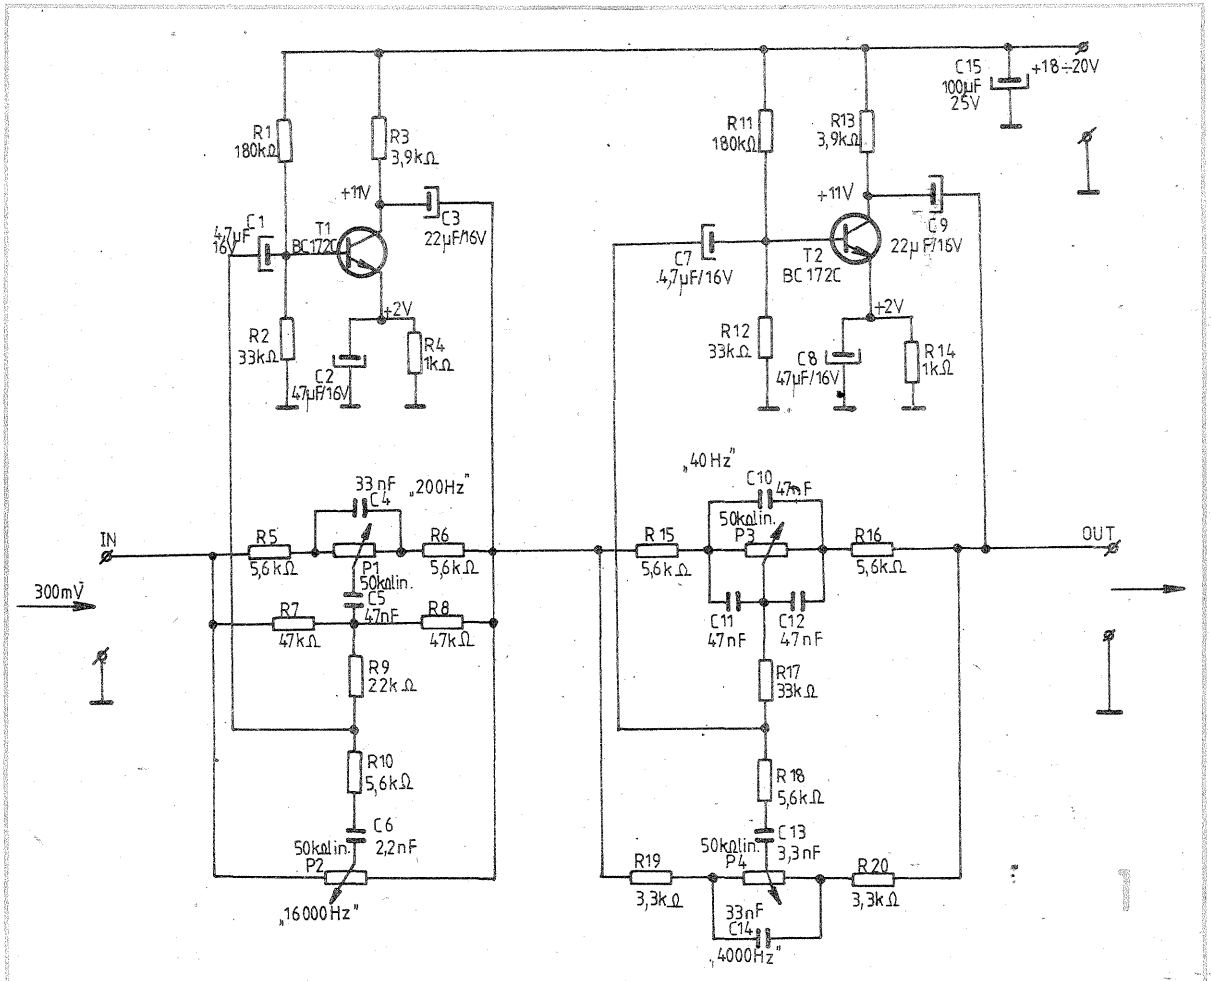 C15
100µF
25V
+18÷20V
R1
180kΩ
R3
3,9kΩ
R11
180kΩ
R13
3,9kΩ
+11V
+11V
C1
4,7µF
16V
T1
BC172C
C3
22µF/16V
C7
4,7µF/16V
T2
BC172C
C9
22µF/16V
+2V
+2V
R2
33kΩ
C2
47µF/16V
R4
1kΩ
R12
33kΩ
C8
47µF/16V
R14
1kΩ
33nF
C4
„200Hz"
„40Hz"
C10
47nF
IN
R5
5,6kΩ
P1
50kΩlin.
R6
5,6kΩ
R15
5,6kΩ
50kΩlin.
P3
R16
5,6kΩ
OUT
300mV
C5
47nF
R7
47kΩ
R8
47kΩ
C11
47nF
C12
47nF
R9
22kΩ
R17
33kΩ
R10
5,6kΩ
R18
5,6kΩ
C6
2,2nF
50kΩlin.
P2
C13
3,3nF
50kΩlin.
P4
R19
3,3kΩ
R20
3,3kΩ
„16000Hz"
33nF
C14
„4000Hz"
1